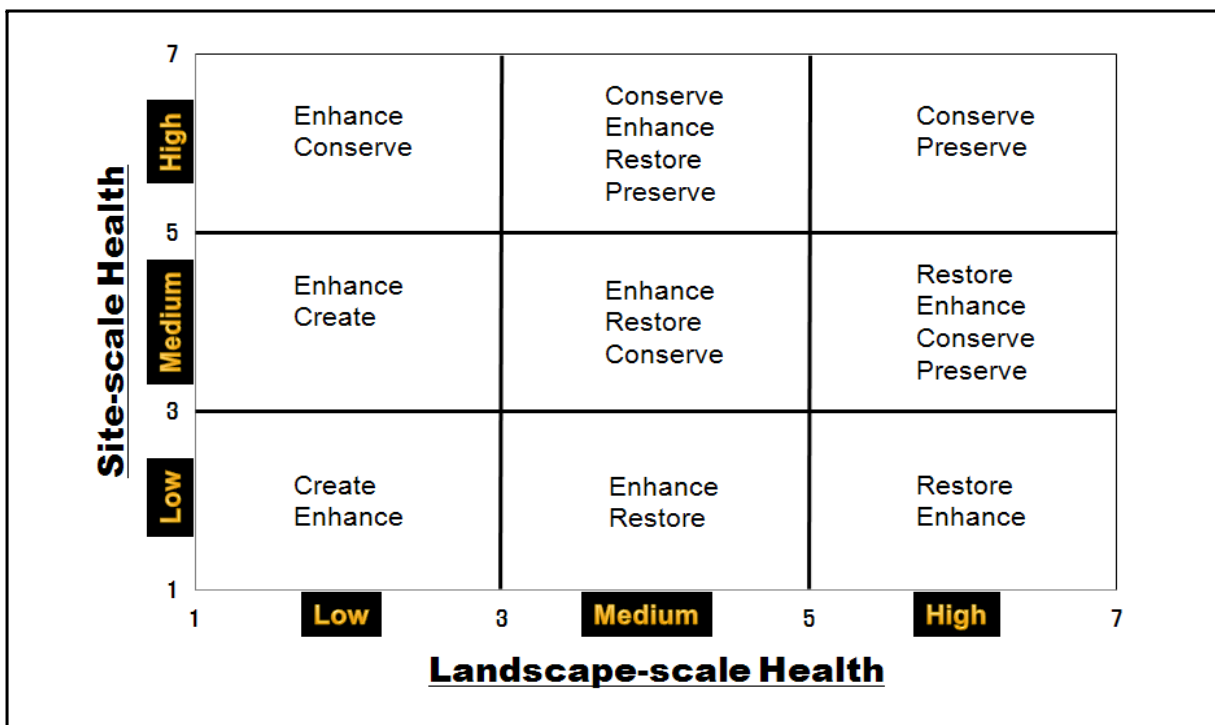 Site-scale Health
High
Medium
Low
7
5
3
1
Enhance
Conserve
Conserve
Enhance
Restore
Preserve
Conserve
Preserve
Enhance
Create
Enhance
Restore
Conserve
Restore
Enhance
Conserve
Preserve
Create
Enhance
Enhance
Restore
Restore
Enhance
1
Low
3
Medium
5
High
7
Landscape-scale Health